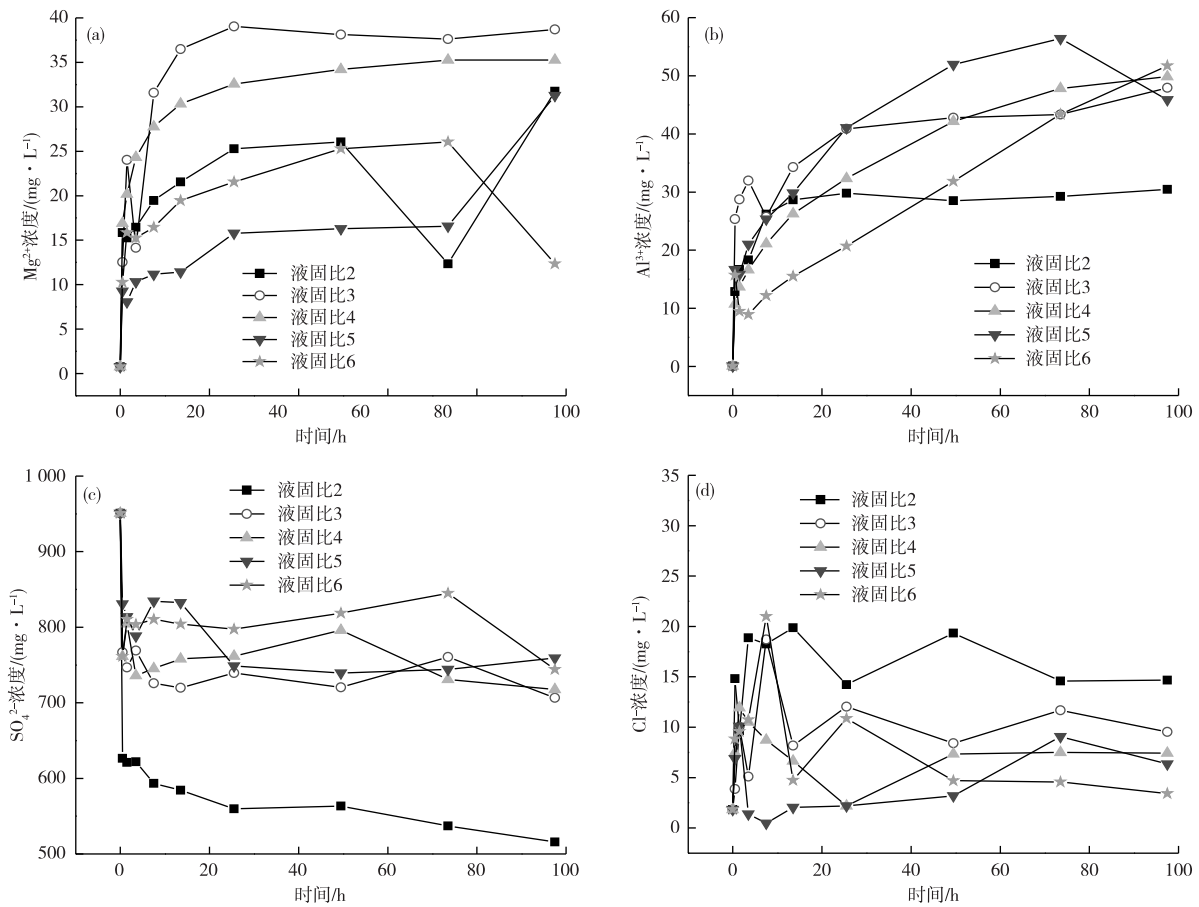 (a)
Mg²⁺浓度/(mg·L⁻¹)
40
35
30
25
20
15
10
5
0
液固比2
液固比3
液固比4
液固比5
液固比6
0 20 40 60 80 100
时间/h
(b)
Al³⁺浓度/(mg·L⁻¹)
60
50
40
30
20
10
0
液固比2
液固比3
液固比4
液固比5
液固比6
0 20 40 60 80 100
时间/h
(c)
SO₄²⁻浓度/(mg·L⁻¹)
1 000
900
800
700
600
500
液固比2
液固比3
液固比4
液固比5
液固比6
0 20 40 60 80 100
时间/h
(d)
Cl⁻浓度/(mg·L⁻¹)
35
30
25
20
15
10
5
0
液固比2
液固比3
液固比4
液固比5
液固比6
0 20 40 60 80 100
时间/h